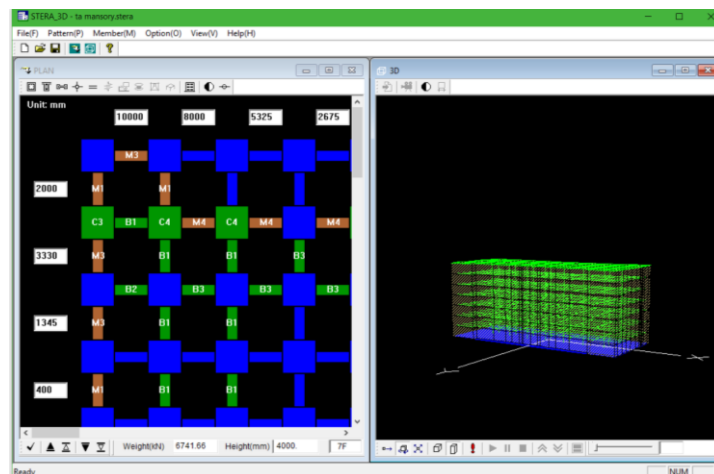 STERA_3D - ta mansory.stera
File(F) Pattern(P) Member(M) Option(O) View(V) Help(H)
PLAN
Unit: mm
10000 8000 5325 2675
M3
2000 M1 M1
C3 B1 C4 M4 C4 M4 M4
3330 M3 B1 B1 B3
B2 B3 B3 B3
1345 M3 B1 B1
400 M1 B1 B1
Weight(kN) 6741.66 Height(mm) 4000. 7F
3D
Ready
NUM